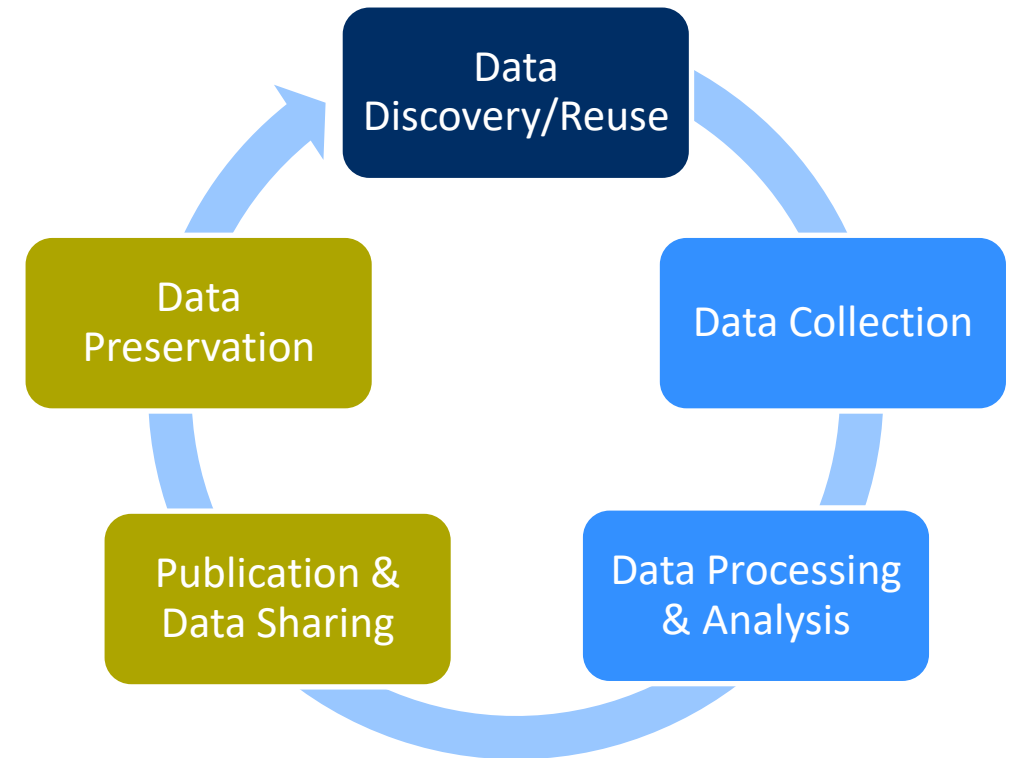 Data
Discovery/Reuse
Data Collection
Data Processing
& Analysis
Publication &
Data Sharing
Data
Preservation